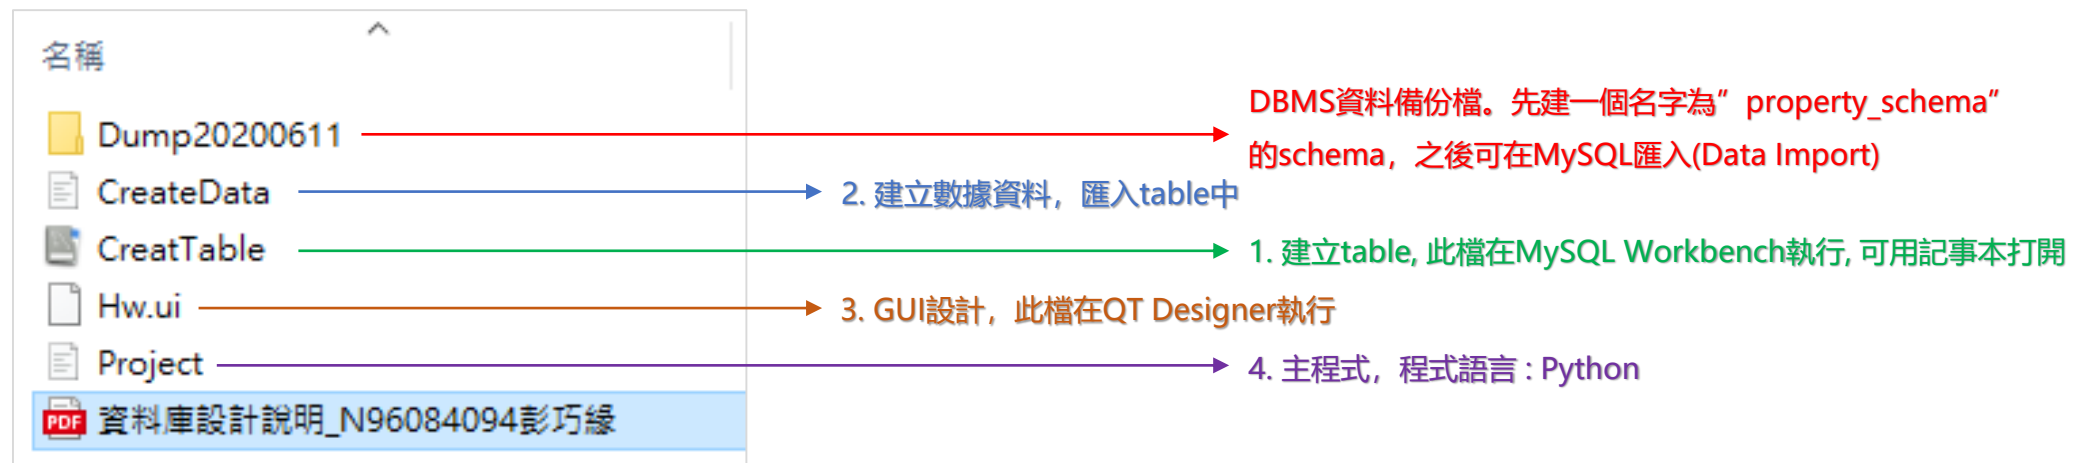 名稱
Dump20200611
DBMS資料備份檔。先建一個名字為”property_schema”
的schema，之後可在MySQL匯入(Data Import)
CreateData
2. 建立數據資料，匯入table中
CreatTable
1. 建立table, 此檔在MySQL Workbench執行, 可用記事本打開
Hw.ui
3. GUI設計，此檔在QT Designer執行
Project
4. 主程式，程式語言 : Python
PDF
資料庫設計說明_N96084094彭巧緣